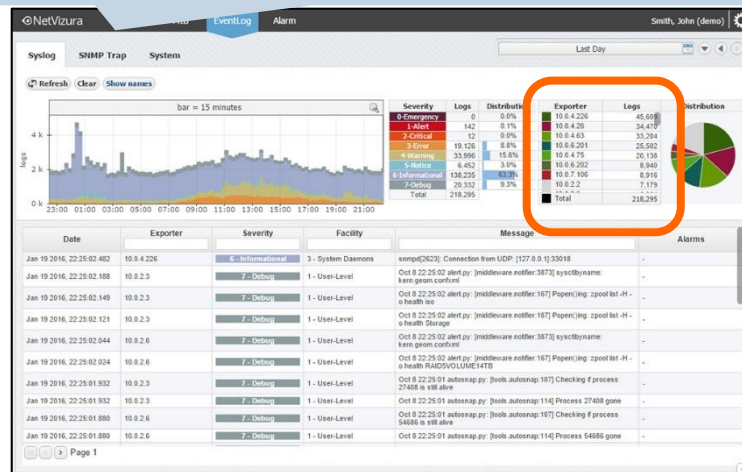 NetVizura
EventLog
Alarm
Smith, John (demo)
Syslog
SNMP Trap
System
Last Day
Refresh
Clear
Show names
bar = 15 minutes
logs
4 k
2 k
0 k
23:00 01:00 03:00 05:00 07:00 09:00 11:00 13:00 15:00 17:00 19:00 21:00
Severity Logs Distribution
0-Emergency 0 0.0%
1-Alert 142 0.1%
2-Critical 12 0.0%
3-Error 19,126 8.8%
4-Warning 33,996 15.6%
5-Notice 6,452 3.0%
6-Informational 138,235 63.3%
7-Debug 20,332 9.3%
Total 218,295
Exporter Logs Distribution
10.0.4.226 45,609
10.0.4.26 34,470
10.0.4.63 33,204
10.0.6.201 25,502
10.0.4.75 20,138
10.0.6.202 8,940
10.0.7.106 8,916
10.0.2.2 7,179
Total 218,295
Date Exporter Severity Facility Message Alarms
Jan 19 2016, 22:25:02.482 10.0.4.226 6 - Informational 3 - System Daemons snmpd[2623]: Connection from UDP: [127.0.0.1]:33018 -
Jan 19 2016, 22:25:02.188 10.0.2.3 7 - Debug 1 - User-Level Oct 8 22:25:02 alert.py: [middleware.notifier:3873] sysctlbyname: -
kern.geom.confxml
Jan 19 2016, 22:25:02.149 10.0.2.3 7 - Debug 1 - User-Level Oct 8 22:25:02 alert.py: [middleware.notifier:167] Popen()ing: zpool list -H - -
o health iso
Jan 19 2016, 22:25:02.121 10.0.2.3 7 - Debug 1 - User-Level Oct 8 22:25:02 alert.py: [middleware.notifier:167] Popen()ing: zpool list -H - -
o health Storage
Jan 19 2016, 22:25:02.044 10.0.2.6 7 - Debug 1 - User-Level Oct 8 22:25:02 alert.py: [middleware.notifier:3873] sysctlbyname: -
kern.geom.confxml
Jan 19 2016, 22:25:02.024 10.0.2.6 7 - Debug 1 - User-Level Oct 8 22:25:02 alert.py: [middleware.notifier:167] Popen()ing: zpool list -H - -
o health RAID5VOLUME14TB
Jan 19 2016, 22:25:01.932 10.0.2.3 7 - Debug 1 - User-Level Oct 8 22:25:01 autosnap.py: [tools.autosnap:107] Checking if process -
27408 is still alive
Jan 19 2016, 22:25:01.932 10.0.2.3 7 - Debug 1 - User-Level Oct 8 22:25:01 autosnap.py: [tools.autosnap:114] Process 27408 gone -
Jan 19 2016, 22:25:01.880 10.0.2.6 7 - Debug 1 - User-Level Oct 8 22:25:01 autosnap.py: [tools.autosnap:107] Checking if process -
54686 is still alive
Jan 19 2016, 22:25:01.880 10.0.2.6 7 - Debug 1 - User-Level Oct 8 22:25:01 autosnap.py: [tools.autosnap:114] Process 54686 gone -
Page 1